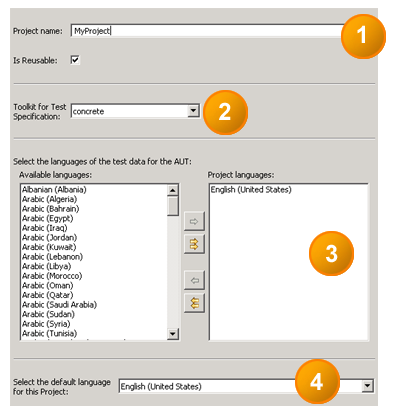 Project name:
MyProject
1
Is Reusable:
Toolkit for Test
Specification:
concrete
2
Select the languages of the test data for the AUT:
Available languages:
Project languages:
Albanian (Albania)
Arabic (Algeria)
Arabic (Bahrain)
Arabic (Egypt)
Arabic (Iraq)
Arabic (Jordan)
Arabic (Kuwait)
Arabic (Lebanon)
Arabic (Libya)
Arabic (Morocco)
Arabic (Oman)
Arabic (Qatar)
Arabic (Saudi Arabia)
Arabic (Sudan)
Arabic (Syria)
Arabic (Tunisia)
English (United States)
3
Select the default language
for this Project:
English (United States)
4